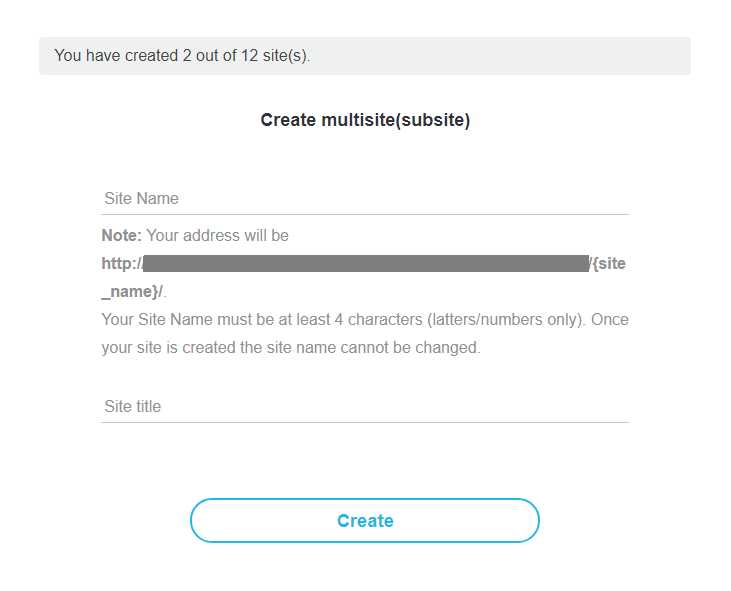 You have created 2 out of 12 site(s).
Create multisite(subsite)
Site Name
Note: Your address will be
http:// /{site
_name}/.
Your Site Name must be at least 4 characters (latters/numbers only). Once
your site is created the site name cannot be changed.
Site title
Create